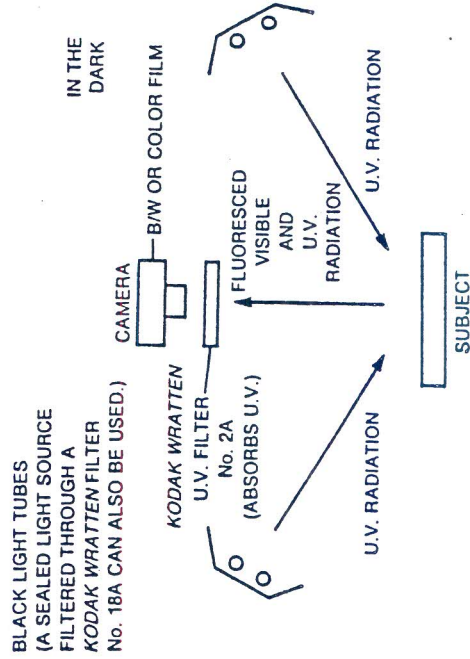 BLACK LIGHT TUBES
(A SEALED LIGHT SOURCE
FILTERED THROUGH A
KODAK WRATTEN FILTER
No. 18A CAN ALSO BE USED.)
IN THE
DARK
CAMERA
B/W OR COLOR FILM
KODAK WRATTEN
U.V. FILTER
No. 2A
(ABSORBS U.V.)
FLUORESCED
VISIBLE
AND
U.V.
RADIATION
U.V. RADIATION
U.V. RADIATION
SUBJECT